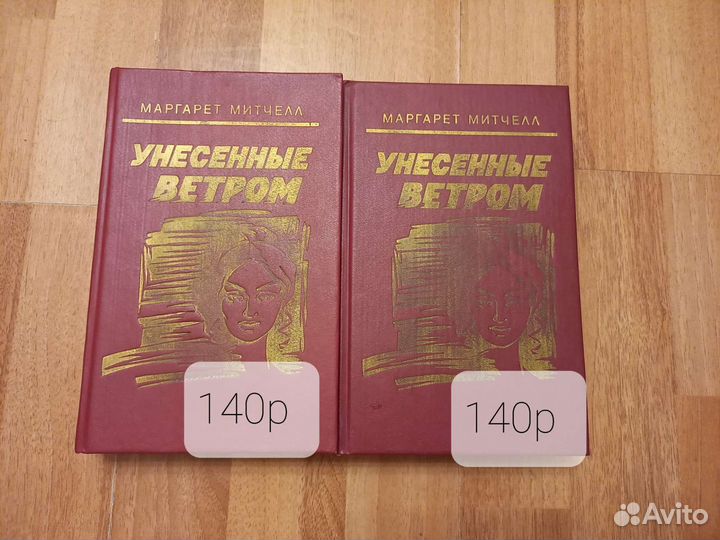 МАРГАРЕТ МИТЧЕЛЛ
УНЕСЕННЫЕ
ВЕТРОМ
140р
МАРГАРЕТ МИТЧЕЛЛ
УНЕСЕННЫЕ
ВЕТРОМ
140р
Avito